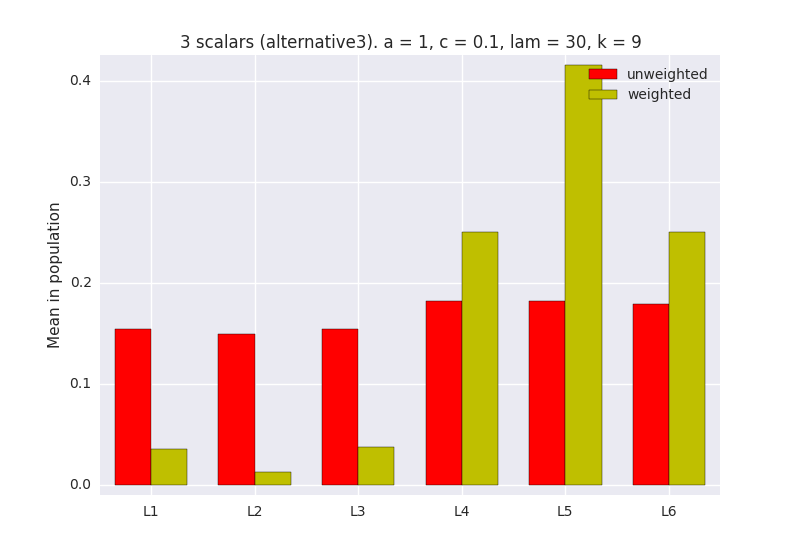 3 scalars (alternative3). a = 1, c = 0.1, lam = 30, k = 9
unweighted
weighted
Mean in population
0.4
0.3
0.2
0.1
0.0
L1 L2 L3 L4 L5 L6